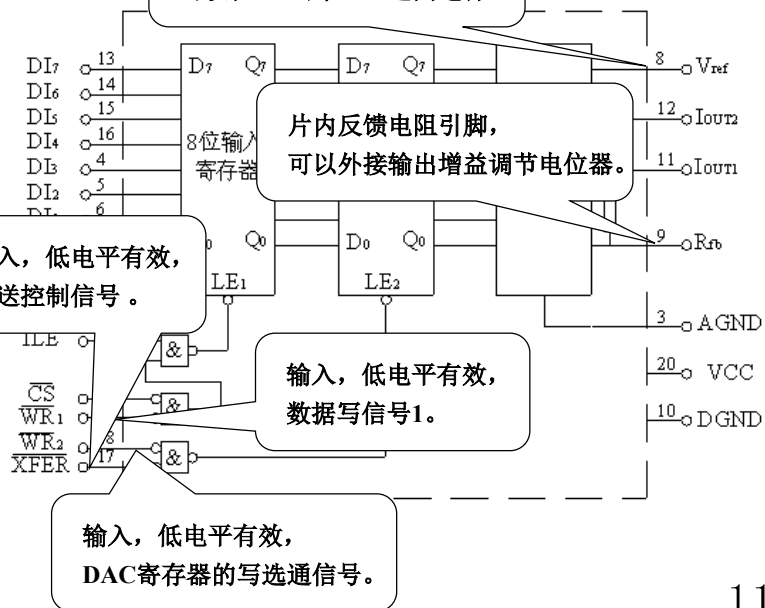 DI7 13
DI6 14
DI5 15
DI4 16
DI3 4
DI2 5
6
D7 Q7
8位输入
寄存器
Q0
LE1
D7 Q7
D0 Q0
LE2
8 Vref
12 IOUT2
11 IOUT1
9 Rfb
3 AGND
20 VCC
10 DGND
片内反馈电阻引脚，
可以外接输出增益调节电位器。
入，低电平有效，
送控制信号 。
ILE
&
CS
&
WR1
WR2
XFER 17
&
输入，低电平有效，
数据写信号1。
输入，低电平有效，
DAC寄存器的写选通信号。
11